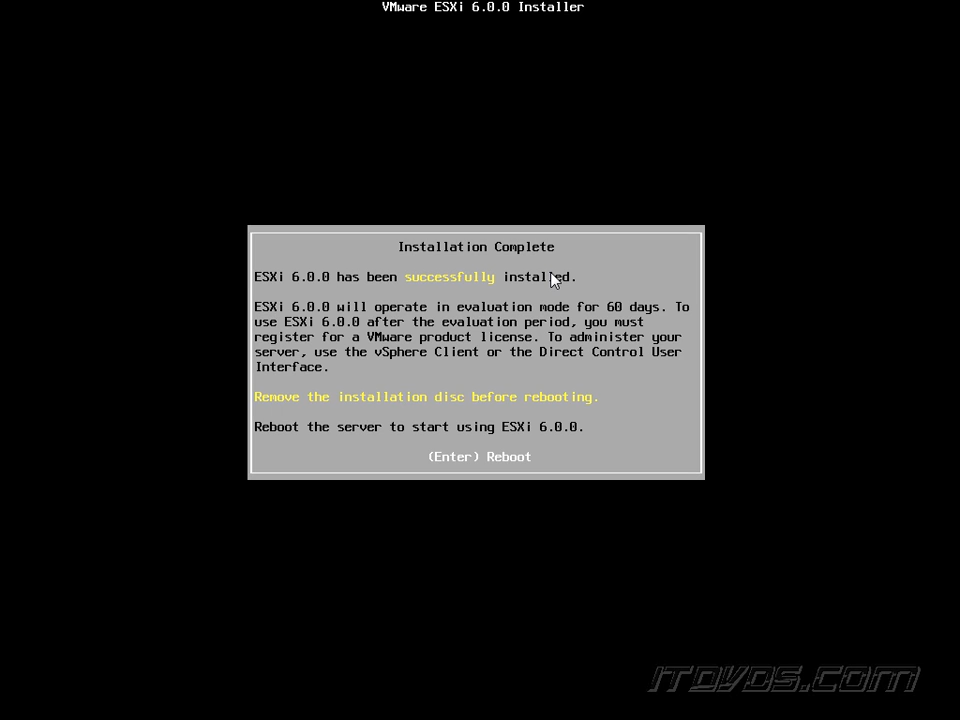 VMware ESXi 6.0.0 Installer
Installation Complete
ESXi 6.0.0 has been successfully installed.
ESXi 6.0.0 will operate in evaluation mode for 60 days. To
use ESXi 6.0.0 after the evaluation period, you must
register for a VMware product license. To administer your
server, use the vSphere Client or the Direct Control User
Interface.
Remove the installation disc before rebooting.
Reboot the server to start using ESXi 6.0.0.
(Enter) Reboot
ITDVDS.COM